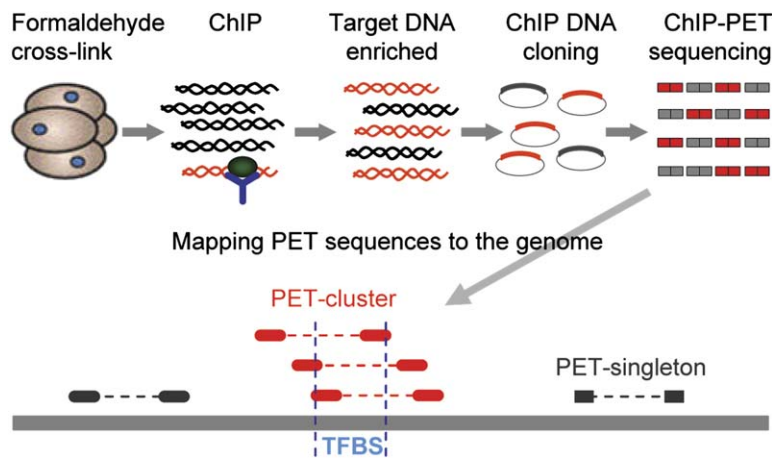 Formaldehyde
cross-link
ChIP
Target DNA
enriched
ChIP DNA
cloning
ChIP-PET
sequencing
Mapping PET sequences to the genome
PET-cluster
PET-singleton
TFBS